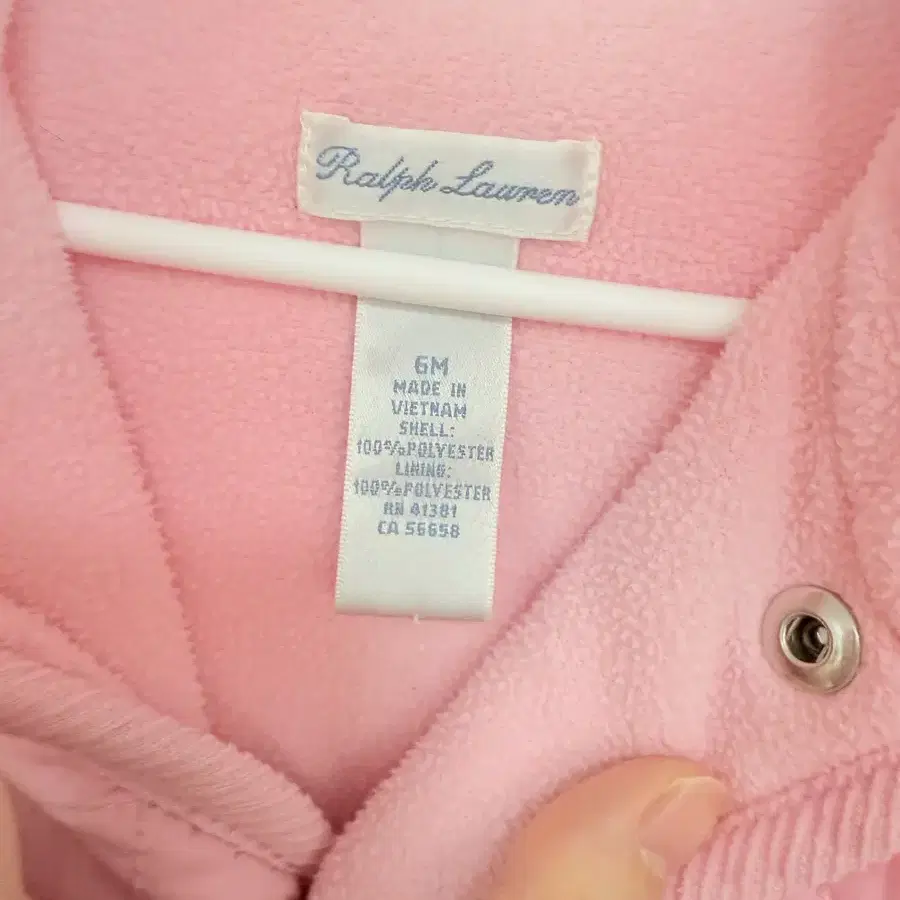 Ralph Lauren
6M
MADE IN
VIETNAM
SHELL:
100%POLYESTER
LINING:
100%POLYESTER
RN 41381
CA 56658